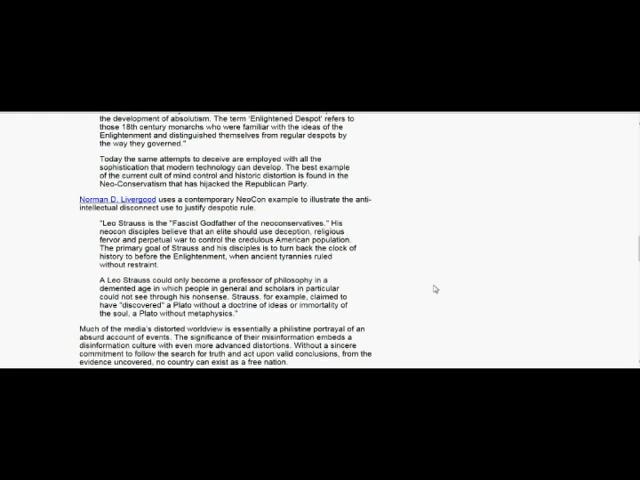 the development of absolutism. The term 'Enlightened Despot' refers to
those 18th century monarchs who were familiar with the ideas of the
Enlightenment and distinguished themselves from regular despots by
the way they governed."
Today the same attempts to deceive are employed with all the
sophistication that modern technology can develop. The best example
of the current cult of mind control and historic distortion is found in the
Neo-Conservatism that has hijacked the Republican Party.
Norman D. Livergood uses a contemporary NeoCon example to illustrate the anti-
intellectual disconnect use to justify despotic rule.
"Leo Strauss is the "Fascist Godfather of the neoconservatives." His
neocon disciples believe that an elite should use deception, religious
fervor and perpetual war to control the credulous American population.
The primary goal of Strauss and his disciples is to turn back the clock of
history to before the Enlightenment, when ancient tyrannies ruled
without restraint.
A Leo Strauss could only become a professor of philosophy in a
demented age in which people in general and scholars in particular
could not see through his nonsense. Strauss, for example, claimed to
have "discovered" a Plato without a doctrine of ideas or immortality of
the soul, a Plato without metaphysics."
Much of the media's distorted worldview is essentially a philistine portrayal of an
absurd account of events. The significance of their misinformation embeds a
disinformation culture with even more advanced distortions. Without a sincere
commitment to follow the search for truth and act upon valid conclusions, from the
evidence uncovered, no country can exist as a free nation.